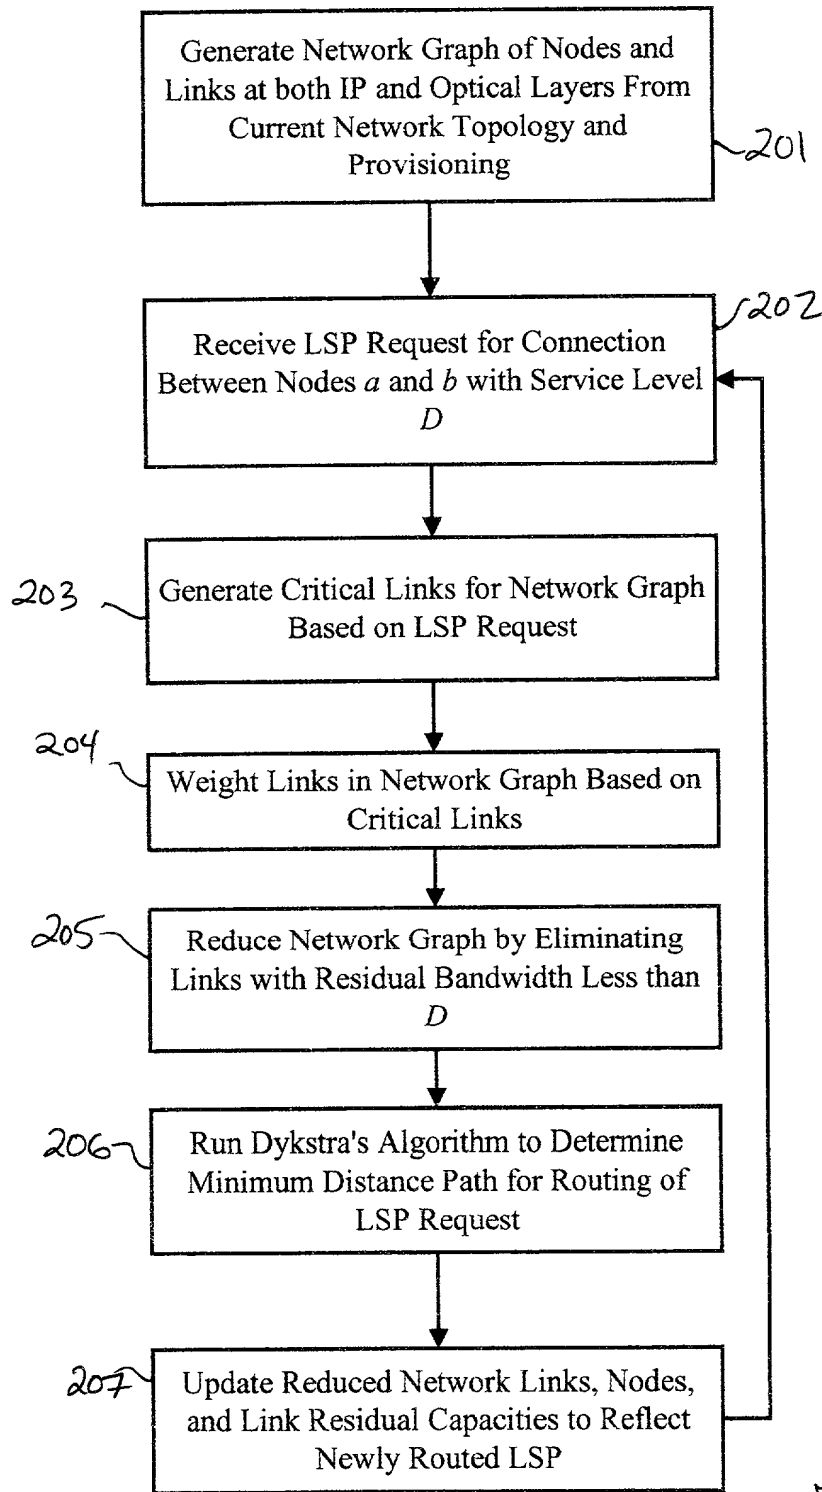 Generate Network Graph of Nodes and
Links at both IP and Optical Layers From
Current Network Topology and
Provisioning
201
202
Receive LSP Request for Connection
Between Nodes a and b with Service Level
D
203
Generate Critical Links for Network Graph
Based on LSP Request
204
Weight Links in Network Graph Based on
Critical Links
205
Reduce Network Graph by Eliminating
Links with Residual Bandwidth Less than
D
206
Run Dykstra's Algorithm to Determine
Minimum Distance Path for Routing of
LSP Request
207
Update Reduced Network Links, Nodes,
and Link Residual Capacities to Reflect
Newly Routed LSP